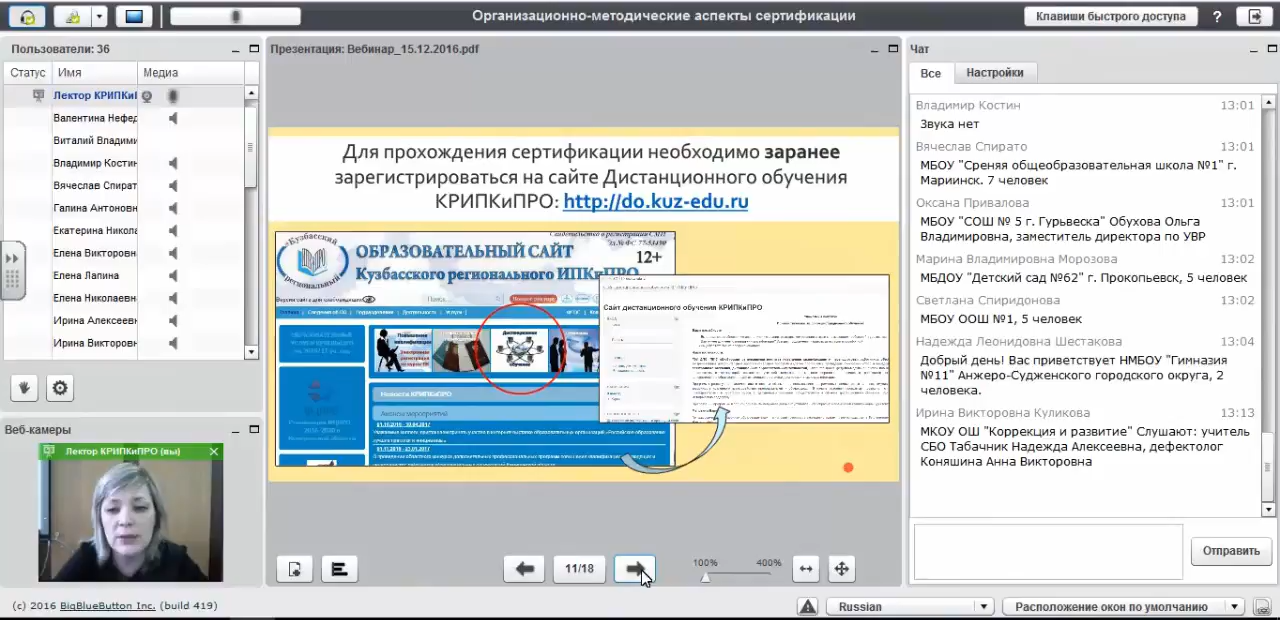 Организационно-методические аспекты сертификации
Клавиши быстрого доступа
?
Пользователи: 36
Статус Имя Медиа
Лектор КРИПКиI
Валентина Нефед
Виталий Владими
Владимир Костин
Вячеслав Спират
Галина Антоновн
Екатерина Никола
Елена Викторовн
Елена Лапина
Елена Николаевн
Ирина Алексеевн
Ирина Викторовн
Веб-камеры
Лектор КРИПКиПРО (вы)
Презентация: Вебинар_15.12.2016.pdf
Для прохождения сертификации необходимо заранее
зарегистрироваться на сайте Дистанционного обучения
КРИПКиПРО: http://do.kuz-edu.ru
Кузбасский
региональный
ОБРАЗОВАТЕЛЬНЫЙ САЙТ
12+
Кузбасского регионального ИПКиПРО
Поиск...
Дистанционное
обучение
Новости КРИПКиПРО
Анонсы мероприятий
Сайт дистанционного обучения КРИПКиПРО
11/18
100%
400%
Чат
Все Настройки
Владимир Костин 13:01
Звука нет
Вячеслав Спирато 13:01
МБОУ "Среняя общеобразовательная школа №1" г.
Мариинск. 7 человек
Оксана Привалова 13:01
МБОУ "СОШ № 5 г. Гурьевска" Обухова Ольга
Владимировна, заместитель директора по УВР
Марина Владимировна Морозова 13:02
МБДОУ "Детский сад №62" г. Прокопьевск, 5 человек
Светлана Спиридонова 13:02
МБОУ ООШ №1, 5 человек
Надежда Леонидовна Шестакова 13:04
Добрый день! Вас приветствует НМБОУ "Гимназия
№11" Анжеро-Судженского городского округа, 2
человека.
Ирина Викторовна Куликова 13:13
МКОУ ОШ "Коррекция и развитие" Слушают: учитель
СБО Табачник Надежда Алексеевна, дефектолог
Коняшина Анна Викторовна
Отправить
(c) 2016 BigBlueButton Inc. (build 419)
Russian
Расположение окон по умолчанию